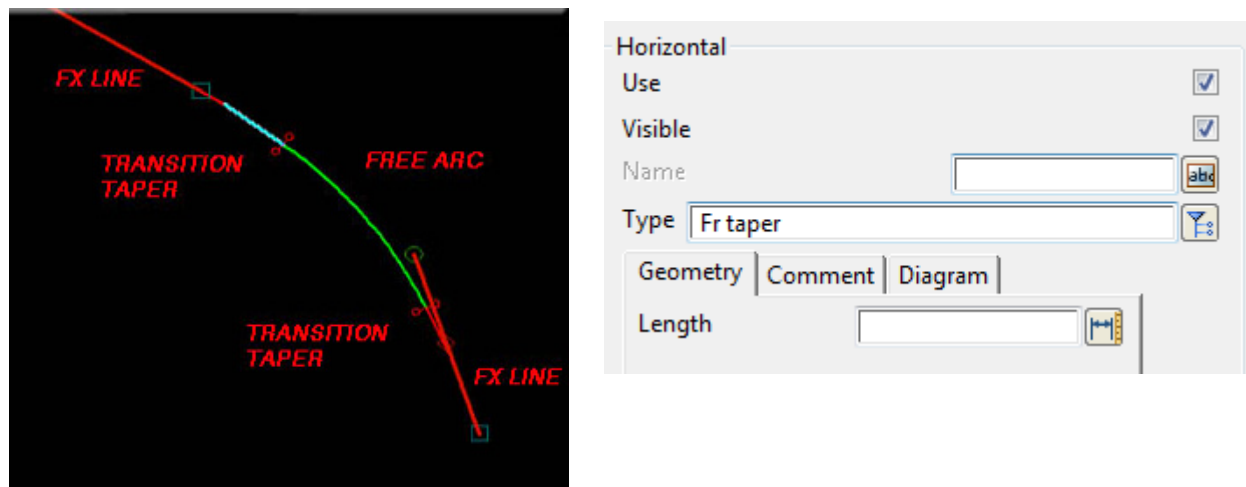 FX LINE
TRANSITION
TAPER
FREE ARC
TRANSITION
TAPER
FX LINE
Horizontal
Use
Visible
Name
abc
Type Fr taper
Geometry Comment Diagram
Length